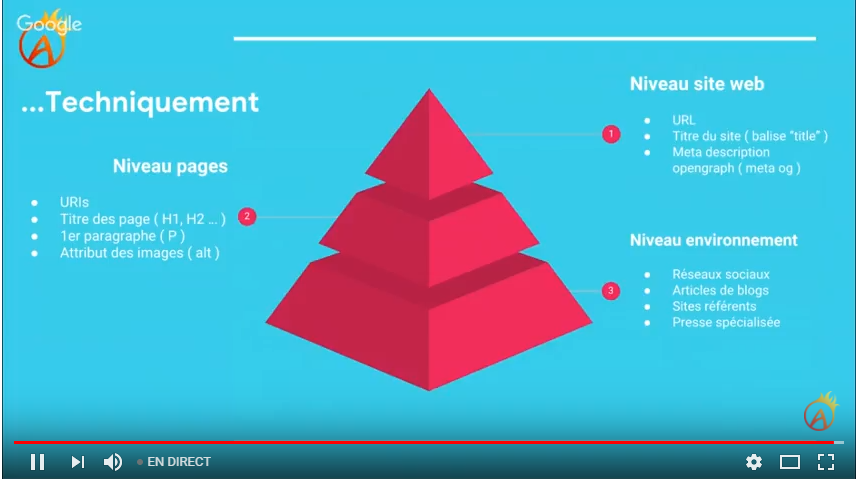 Google
...Techniquement
Niveau pages
URIs
Titre des page ( H1, H2 ... )
1er paragraphe ( P )
Attribut des images ( alt )
2
1
Niveau site web
URL
Titre du site ( balise "title" )
Meta description
opengraph ( meta og )
3
Niveau environnement
Réseaux sociaux
Articles de blogs
Sites référents
Presse spécialisée
EN DIRECT